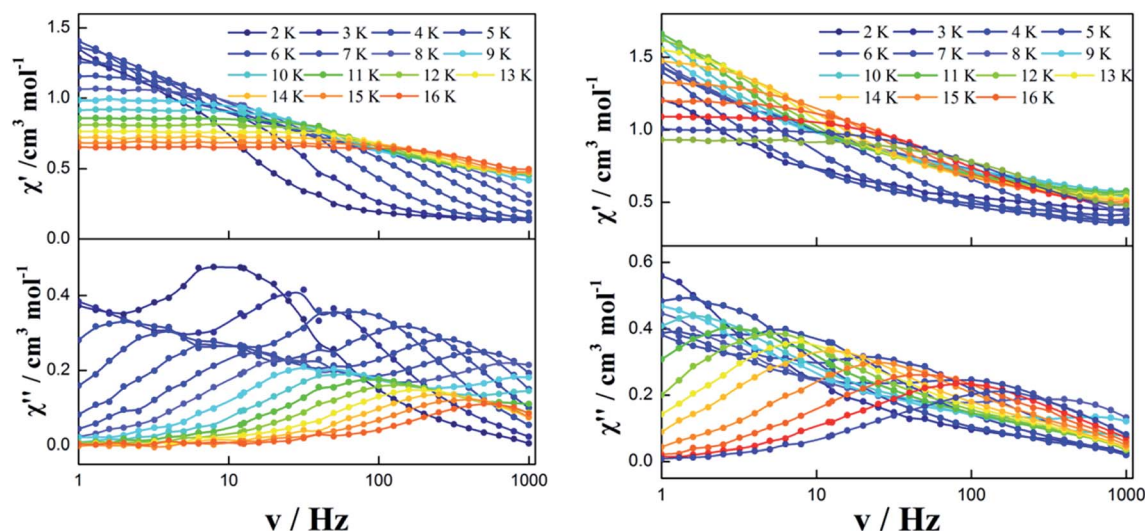 2 K 3 K 4 K 5 K
6 K 7 K 8 K 9 K
10 K 11 K 12 K 13 K
14 K 15 K 16 K
1.5
1.0
0.5
0.0
χ' /cm³ mol⁻¹
0.4
0.2
0.0
χ'' / cm³ mol⁻¹
1 10 100 1000
v / Hz
2 K 3 K 4 K 5 K
6 K 7 K 8 K 9 K
10 K 11 K 12 K 13 K
14 K 15 K 16 K
1.5
1.0
0.5
χ' / cm³ mol⁻¹
0.6
0.4
0.2
0.0
χ'' / cm³ mol⁻¹
1 10 100 1000
v / Hz